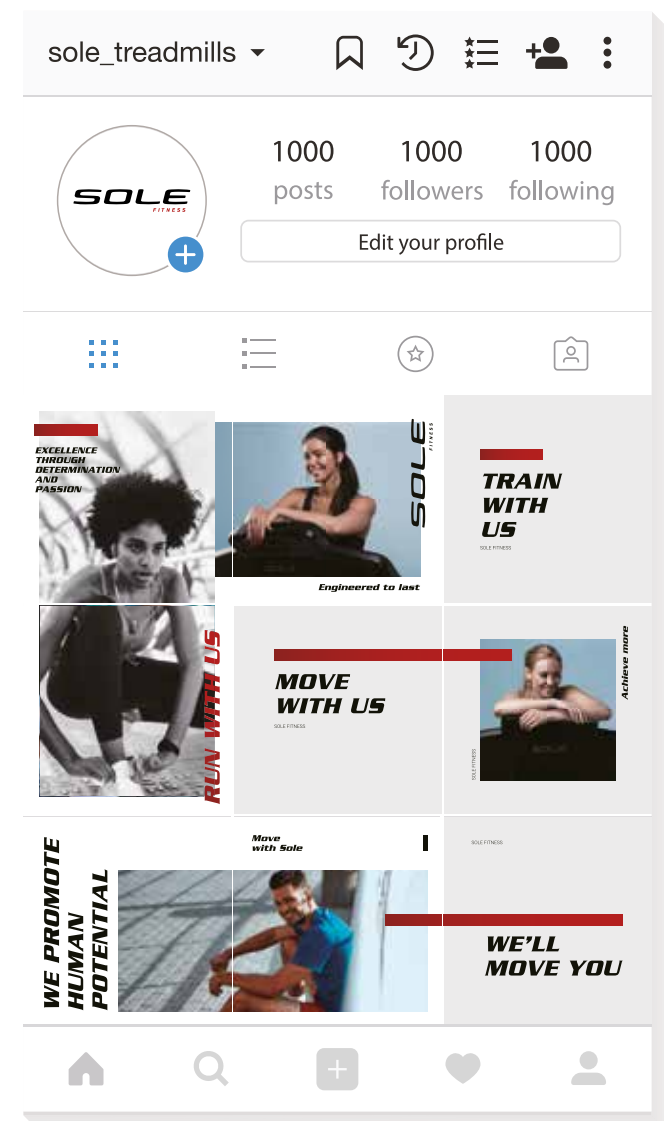 sole_treadmills
1000
1000
1000
posts
followers
following
SOLE
FITNESS
Edit your profile
EXCELLENCE
THROUGH
DETERMINATION
AND
PASSION
SOLE
FITNESS
Engineered to last
TRAIN
WITH
US
SOLE FITNESS
RUN WITH US
MOVE
WITH US
SOLE FITNESS
Achieve more
SOLE FITNESS
SOLE
WE PROMOTE
HUMAN
POTENTIAL
Move
with Sole
SOLE FITNESS
WE'LL
MOVE YOU